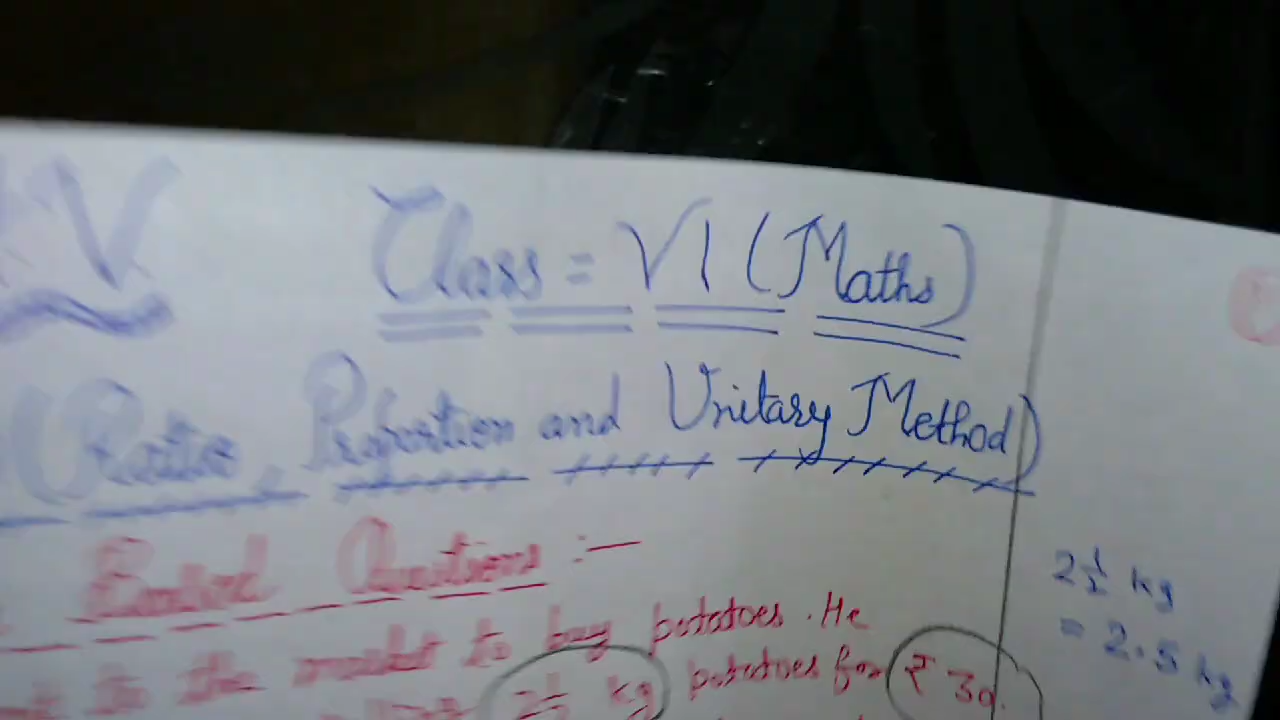 V Class = VI (Maths)
(Ratio, Proportion and Unitary Method)
Questions :-
to the market to buy potatoes. He
2½ kg potatoes for ₹ 30.
2½ kg
= 2.5 kg